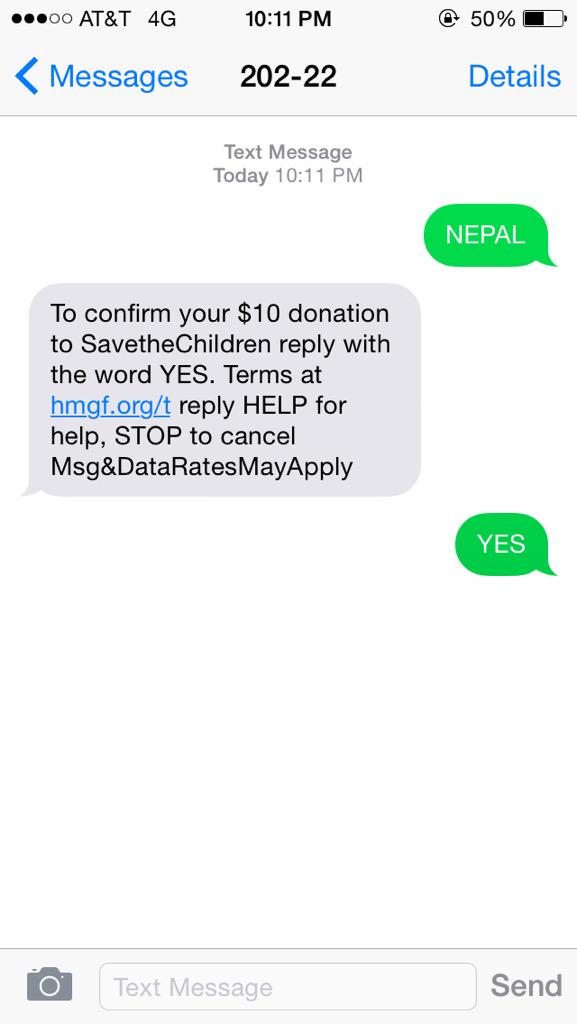 AT&T 4G 10:11 PM 50%
Messages 202-22 Details
Text Message
Today 10:11 PM
NEPAL
To confirm your $10 donation
to SavetheChildren reply with
the word YES. Terms at
hmgf.org/t reply HELP for
help, STOP to cancel
Msg&DataRatesMayApply
YES
Text Message Send